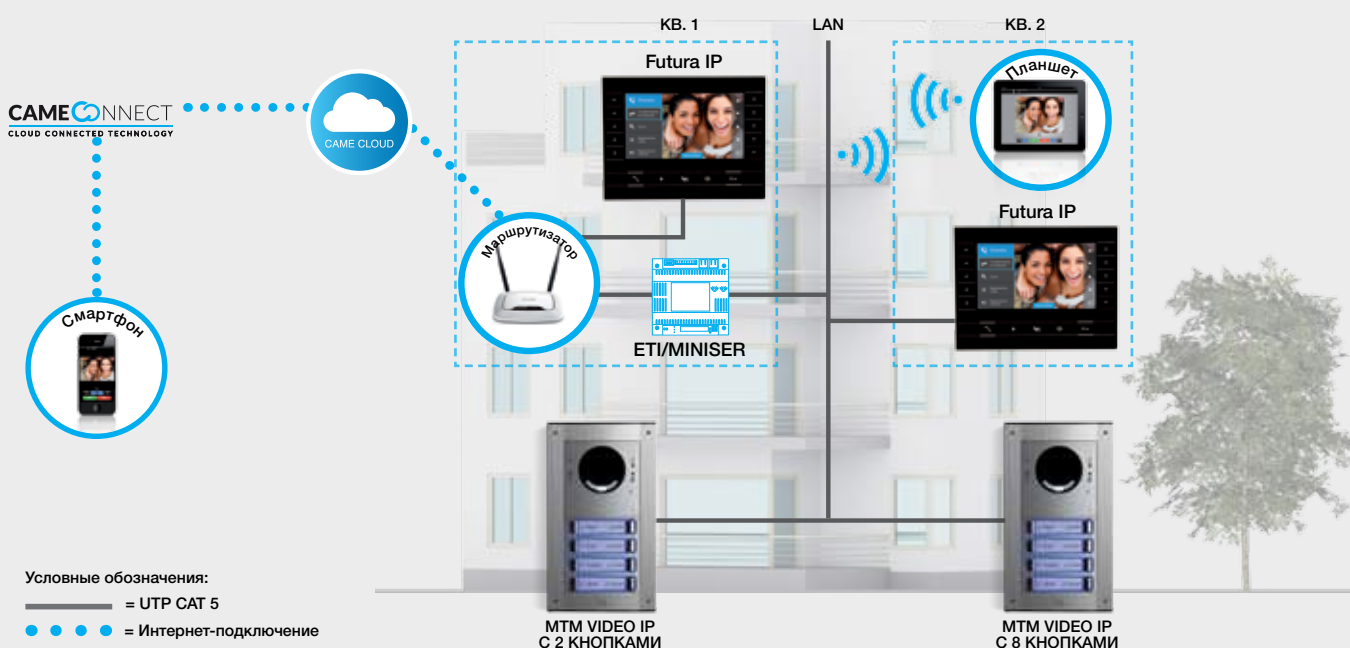 КВ. 1
LAN
КВ. 2
Futura IP
Планшет
CAMECONNECT
CLOUD CONNECTED TECHNOLOGY
CAME CLOUD
Futura IP
Маршрутизатор
Смартфон
ETI/MINISER
Условные обозначения:
= UTP CAT 5
= Интернет-подключение
MTM VIDEO IP
С 2 КНОПКАМИ
MTM VIDEO IP
С 8 КНОПКАМИ